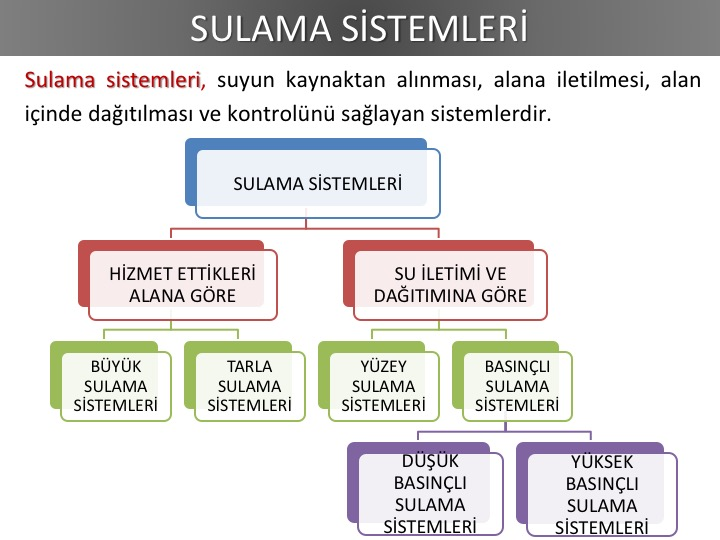 SULAMA SİSTEMLERİ
Sulama sistemleri, suyun kaynaktan alınması, alana iletilmesi, alan
içinde dağıtılması ve kontrolünü sağlayan sistemlerdir.
SULAMA SİSTEMLERİ
HİZMET ETTİKLERİ
ALANA GÖRE
SU İLETİMİ VE
DAĞITIMINA GÖRE
BÜYÜK
SULAMA
SİSTEMLERİ
TARLA
SULAMA
SİSTEMLERİ
YÜZEY
SULAMA
SİSTEMLERİ
BASINÇLI
SULAMA
SİSTEMLERİ
DÜŞÜK
BASINÇLI
SULAMA
SİSTEMLERİ
YÜKSEK
BASINÇLI
SULAMA
SİSTEMLERİ